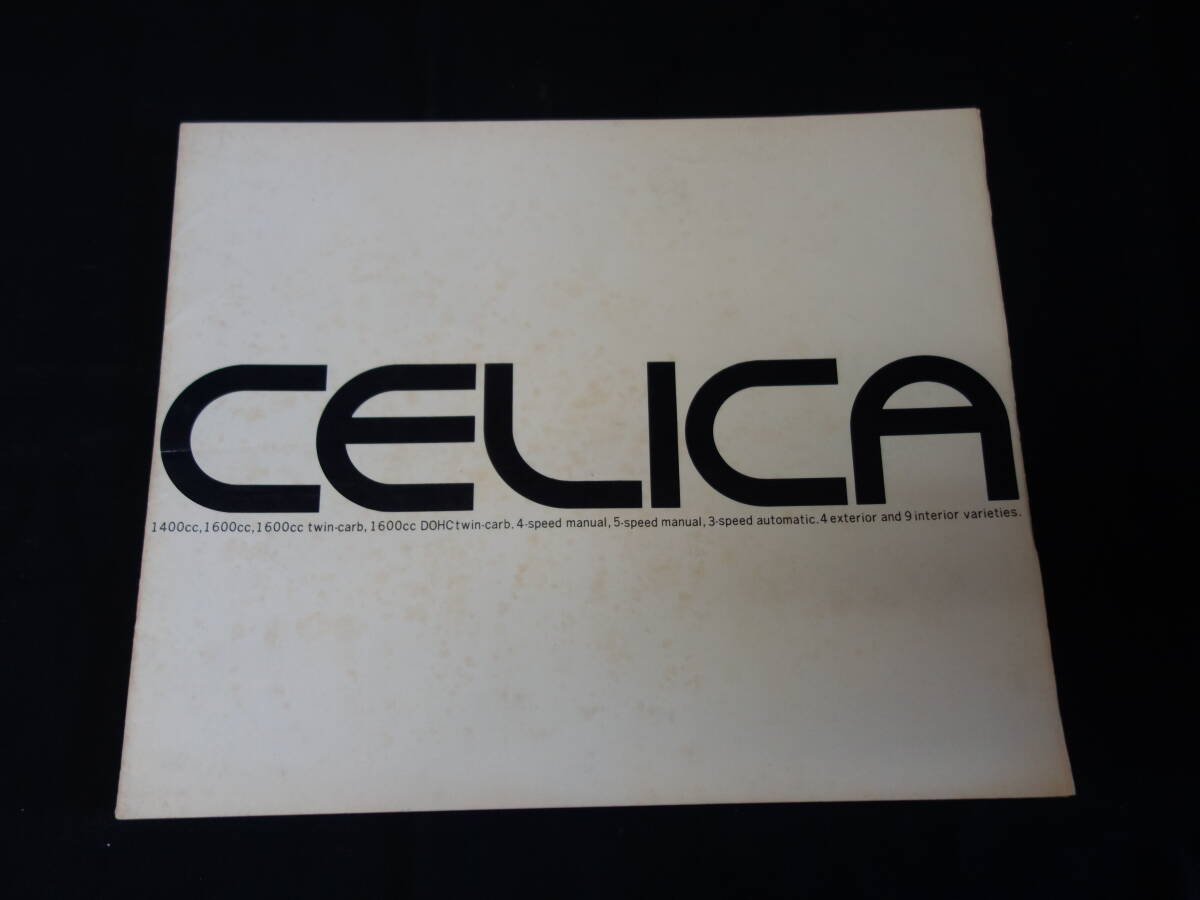 CELICA
1400cc, 1600cc, 1600cc twin-carb, 1600cc DOHC twin-carb. 4-speed manual, 5-speed manual, 3-speed automatic. 4 exterior and 9 interior varieties.